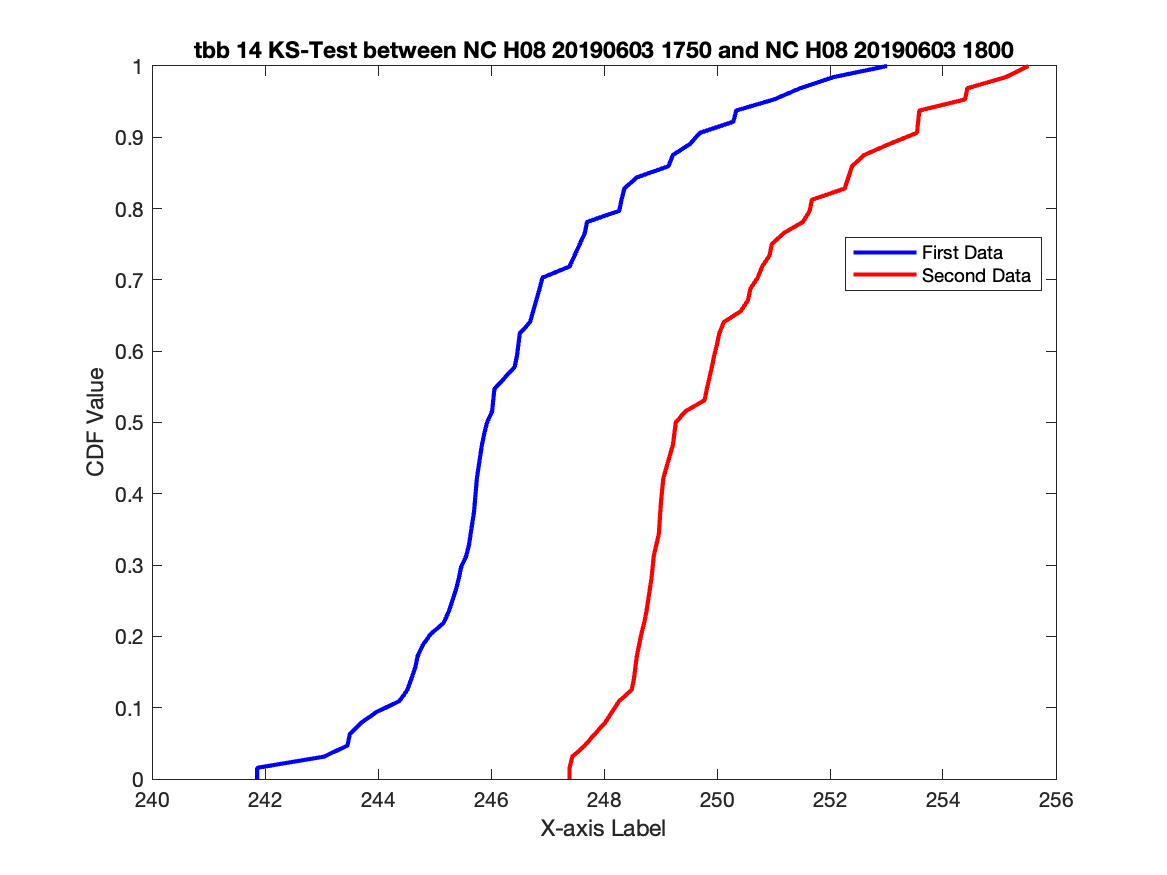 tbb 14 KS-Test between NC H08 20190603 1750 and NC H08 20190603 1800
1
0.9
0.8
0.7
0.6
0.5
0.4
0.3
0.2
0.1
0
CDF Value
First Data
Second Data
240 242 244 246 248 250 252 254 256
X-axis Label